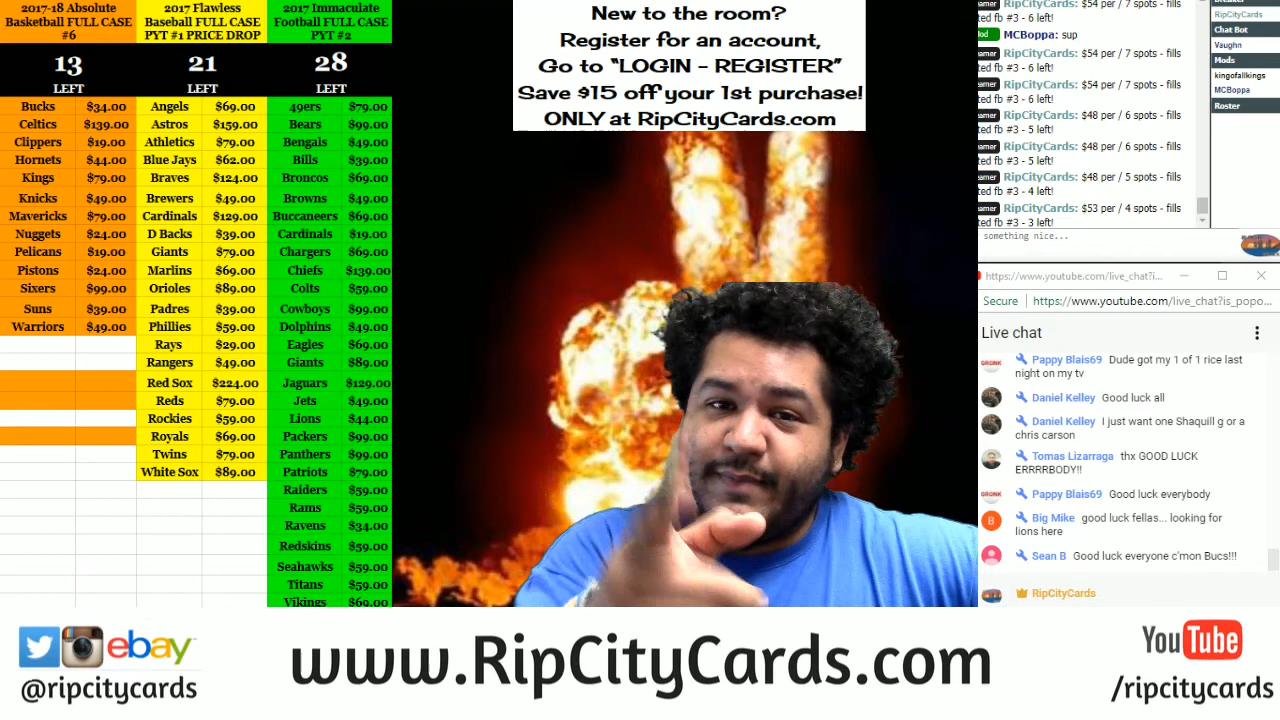 2017-18 Absolute
Basketball FULL CASE
#6
13
LEFT
Bucks $34.00
Celtics $139.00
Clippers $19.00
Hornets $44.00
Kings $79.00
Knicks $49.00
Mavericks $79.00
Nuggets $24.00
Pelicans $19.00
Pistons $24.00
Sixers $99.00
Suns $39.00
Warriors $49.00
2017 Flawless
Baseball FULL CASE
PYT #1 PRICE DROP
21
LEFT
Angels $69.00
Astros $159.00
Athletics $79.00
Blue Jays $62.00
Braves $124.00
Brewers $49.00
Cardinals $129.00
D Backs $39.00
Giants $79.00
Marlins $69.00
Orioles $89.00
Padres $39.00
Phillies $59.00
Rays $29.00
Rangers $49.00
Red Sox $224.00
Reds $79.00
Rockies $59.00
Royals $69.00
Twins $79.00
White Sox $89.00
2017 Immaculate
Football FULL CASE
PYT #2
28
LEFT
49ers $79.00
Bears $99.00
Bengals $49.00
Bills $39.00
Broncos $69.00
Browns $49.00
Buccaneers $69.00
Cardinals $19.00
Chargers $69.00
Chiefs $139.00
Colts $59.00
Cowboys $99.00
Dolphins $49.00
Eagles $69.00
Giants $89.00
Jaguars $129.00
Jets $49.00
Lions $44.00
Packers $99.00
Panthers $99.00
Patriots $79.00
Raiders $59.00
Rams $59.00
Ravens $34.00
Redskins $59.00
Seahawks $59.00
Titans $59.00
Vikings $69.00
New to the room?
Register for an account,
Go to “LOGIN - REGISTER”
Save $15 off your 1st purchase!
ONLY at RipCityCards.com
RipCityCards: $54 per / 7 spots - fills
fb #3 - 6 left!
MCBoppa: sup
RipCityCards: $54 per / 7 spots - fills
fb #3 - 6 left!
RipCityCards: $54 per / 7 spots - fills
fb #3 - 6 left!
RipCityCards: $48 per / 6 spots - fills
fb #3 - 5 left!
RipCityCards: $48 per / 6 spots - fills
fb #3 - 5 left!
RipCityCards: $48 per / 5 spots - fills
fb #3 - 4 left!
RipCityCards: $53 per / 4 spots - fills
fb #3 - 3 left!
something nice...
RipCityCards
Chat Bot
Vaughn
Mods
kingofallkings
MCBoppa
Roster
https://www.youtube.com/live_chat?i...
Secure https://www.youtube.com/live_chat?is_popo...
Live chat
GRONK Pappy Blais69 Dude got my 1 of 1 rice last
night on my tv
Daniel Kelley Good luck all
Daniel Kelley I just want one Shaquill g or a
chris carson
Tomas Lizarraga thx GOOD LUCK
ERRRRBODY!!
GRONK Pappy Blais69 Good luck everybody
B Big Mike good luck fellas... looking for
lions here
Sean B Good luck everyone c'mon Bucs!!!
RipCityCards
ebay
@ripcitycards
www.RipCityCards.com
YouTube
/ripcitycards